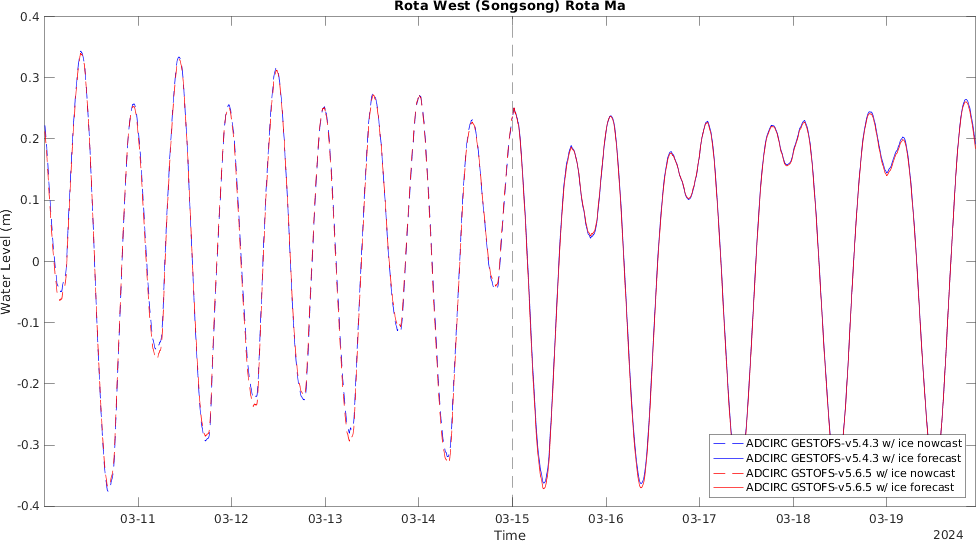 Rota West (Songsong) Rota Ma
0.4
0.3
0.2
0.1
0
-0.1
-0.2
-0.3
-0.4
Water Level (m)
03-11
03-12
03-13
03-14
03-15
03-16
03-17
03-18
03-19
Time
2024
ADCIRC GESTOFS-v5.4.3 w/ ice nowcast
ADCIRC GESTOFS-v5.4.3 w/ ice forecast
ADCIRC GSTOFS-v5.6.5 w/ ice nowcast
ADCIRC GSTOFS-v5.6.5 w/ ice forecast